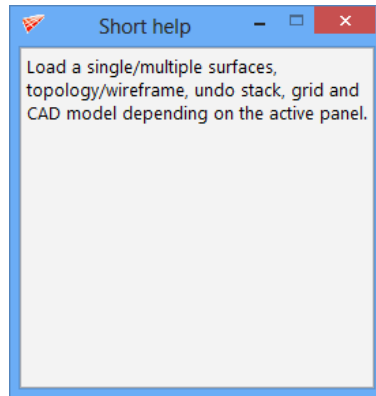 Short help
Load a single/multiple surfaces,
topology/wireframe, undo stack, grid and
CAD model depending on the active panel.